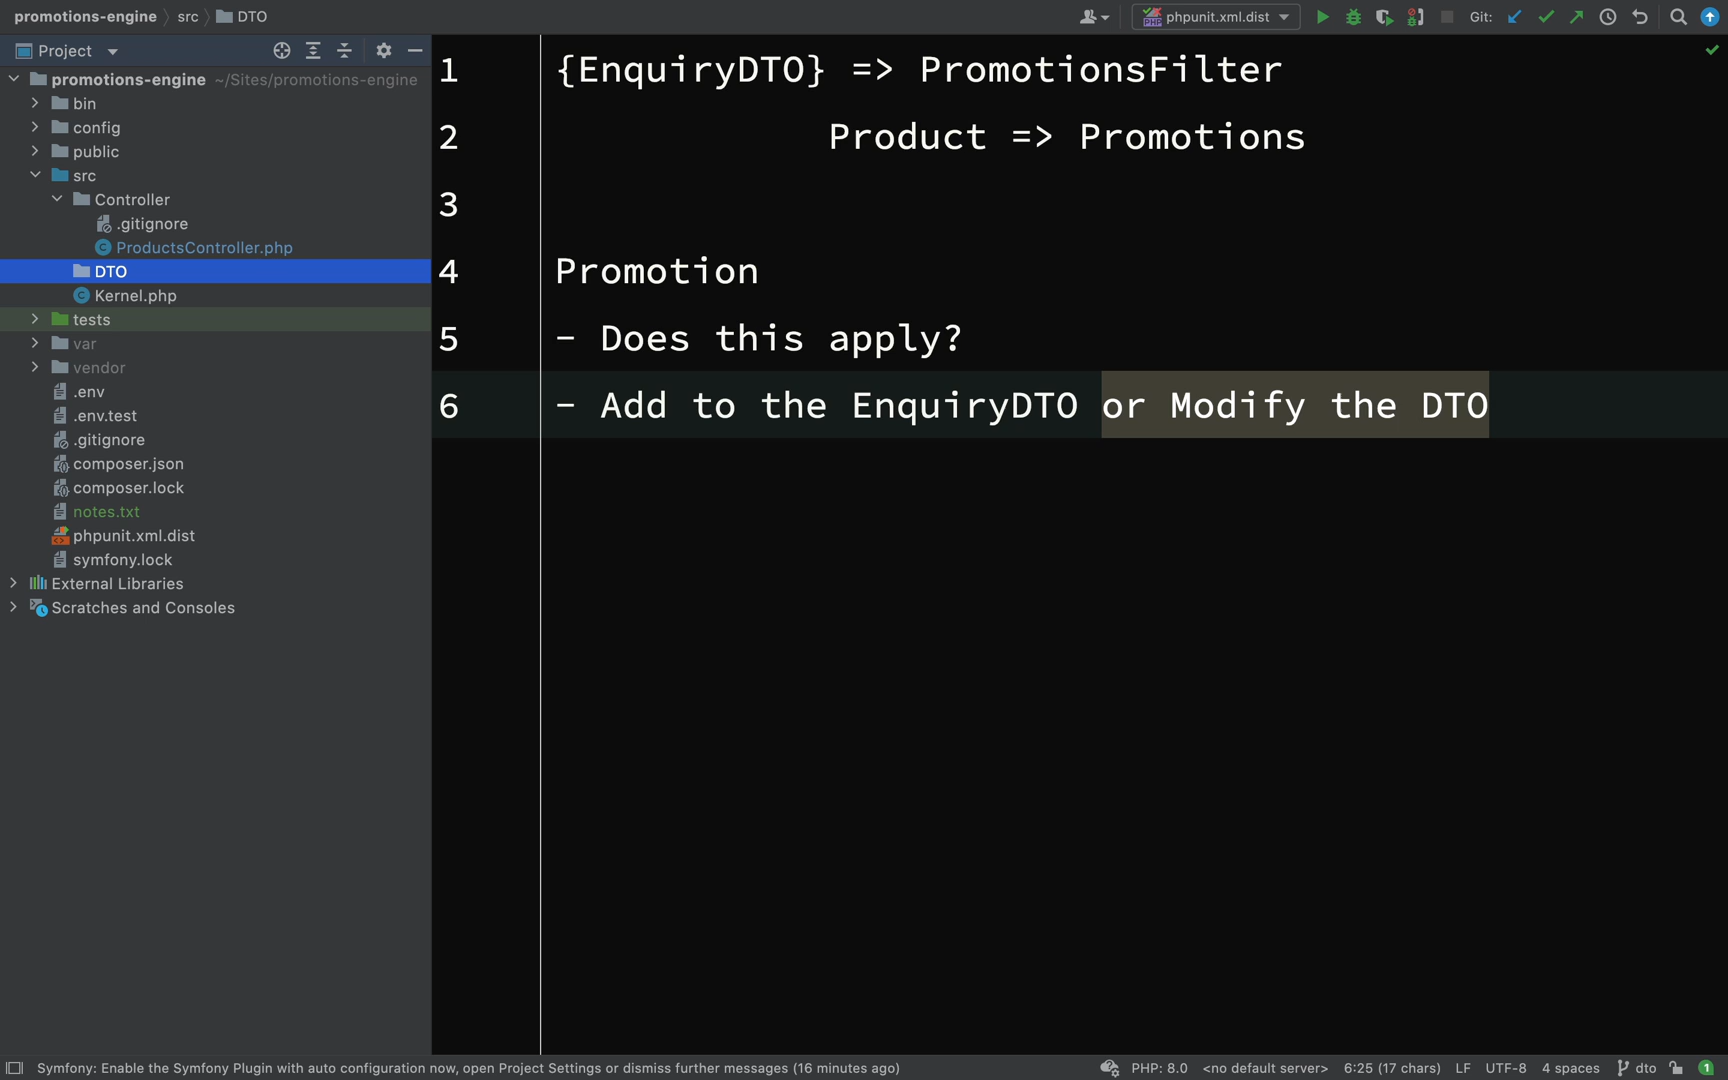 promotions-engine src DTO
phpunit.xml.dist
Git:
Project
promotions-engine ~/Sites/promotions-engine
bin
config
public
src
Controller
.gitignore
ProductsController.php
DTO
Kernel.php
tests
var
vendor
.env
.env.test
.gitignore
composer.json
composer.lock
notes.txt
phpunit.xml.dist
symfony.lock
External Libraries
Scratches and Consoles
1 {EnquiryDTO} => PromotionsFilter
2 Product => Promotions
3
4 Promotion
5 - Does this apply?
6 - Add to the EnquiryDTO or Modify the DTO
Symfony: Enable the Symfony Plugin with auto configuration now, open Project Settings or dismiss further messages (16 minutes ago)
PHP: 8.0 <no default server> 6:25 (17 chars) LF UTF-8 4 spaces dto 1